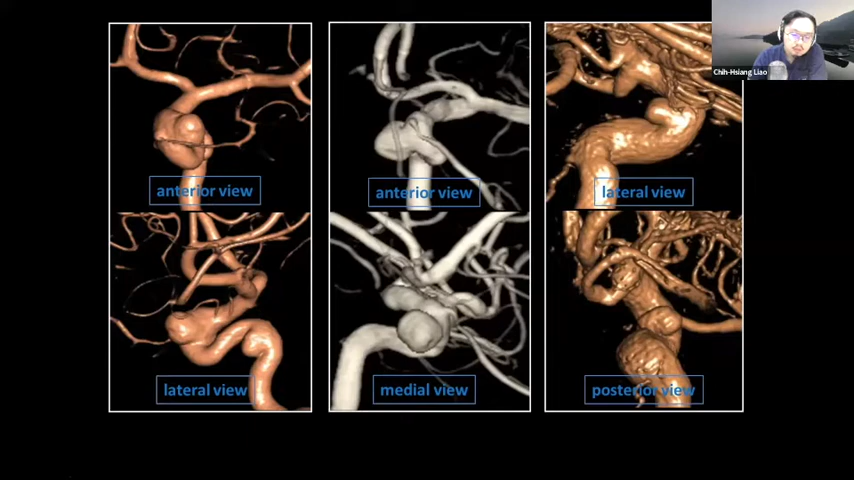 Chih-Hsiang Liao
anterior view
anterior view
lateral view
lateral view
medial view
posterior view